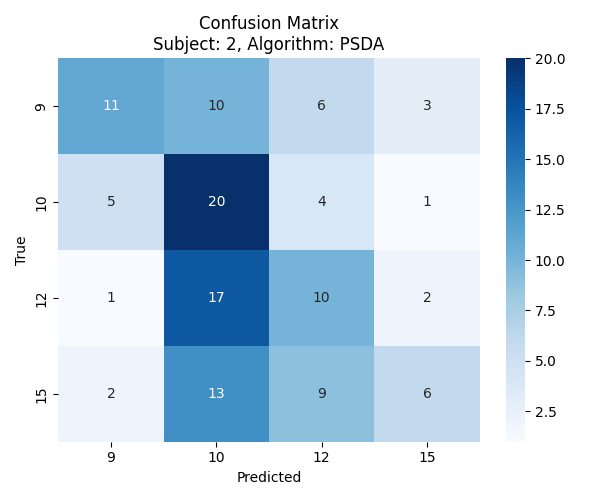 Confusion Matrix
Subject: 2, Algorithm: PSDA
9 11 10 6 3
10 5 20 4 1
12 1 17 10 2
15 2 13 9 6
True
9 10 12 15
Predicted
20.0
17.5
15.0
12.5
10.0
7.5
5.0
2.5